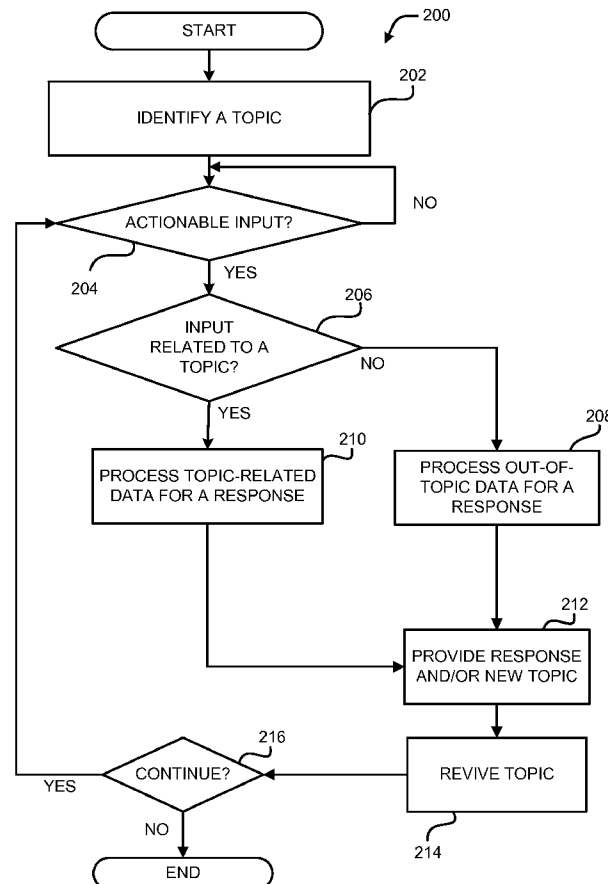 START
200
202
IDENTIFY A TOPIC
NO
ACTIONABLE INPUT?
204
YES
206
INPUT
RELATED TO A
TOPIC?
NO
YES
208
210
PROCESS TOPIC-RELATED
DATA FOR A RESPONSE
PROCESS OUT-OF-
TOPIC DATA FOR A
RESPONSE
212
PROVIDE RESPONSE
AND/OR NEW TOPIC
216
CONTINUE?
REVIVE TOPIC
YES
NO
214
END